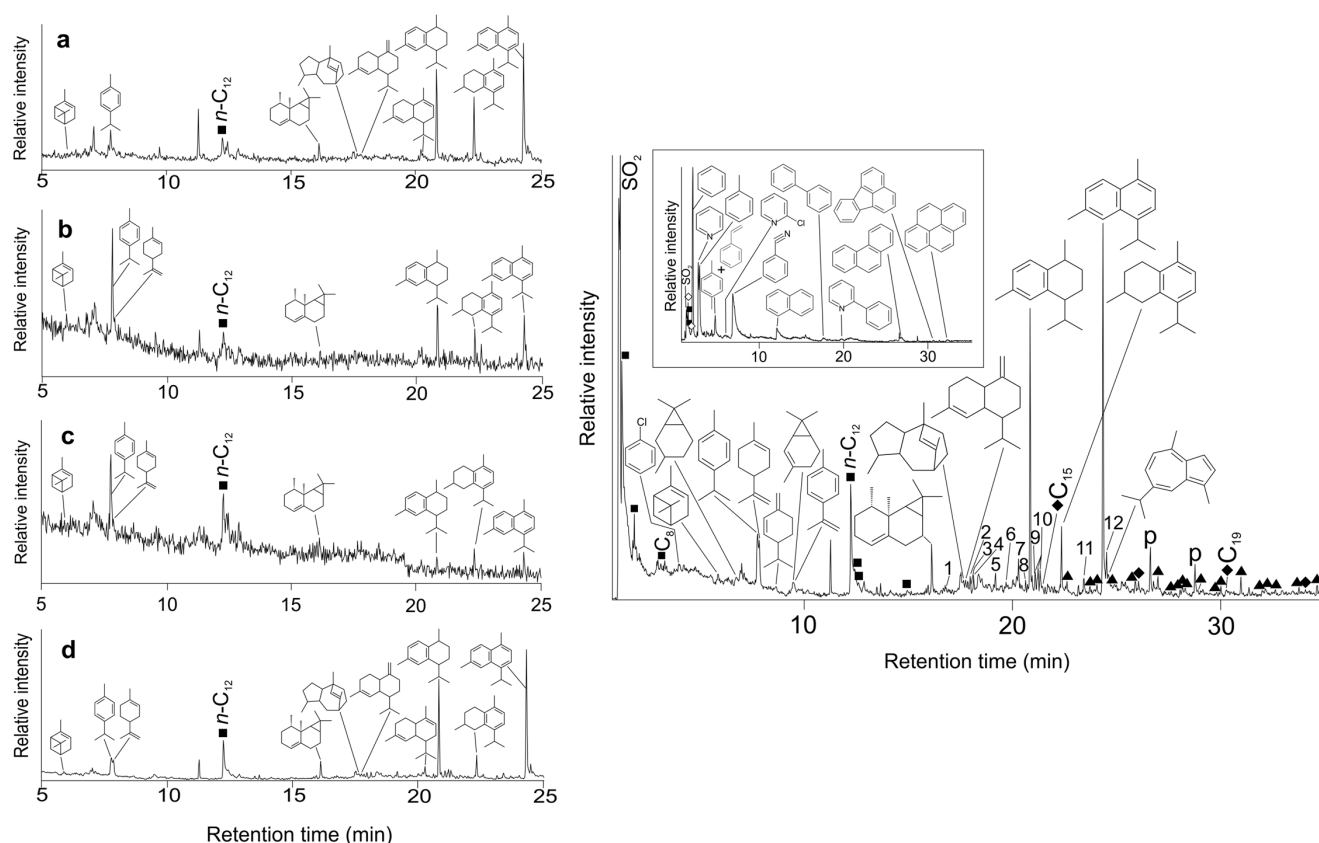 a
Relative intensity
n-C12
5 10 15 20 25
b
Relative intensity
n-C12
5 10 15 20 25
c
Relative intensity
n-C12
5 10 15 20 25
d
Relative intensity
n-C12
5 10 15 20 25
Retention time (min)
Relative intensity
SO2
Relative intensity
SO2
+
N
N
Cl
N
N
10 20 30
Cl
C8
n-C12
1
2
3 4
5
6
7
8
9
10
C15
11
12
p
p
C19
10 20 30
Retention time (min)